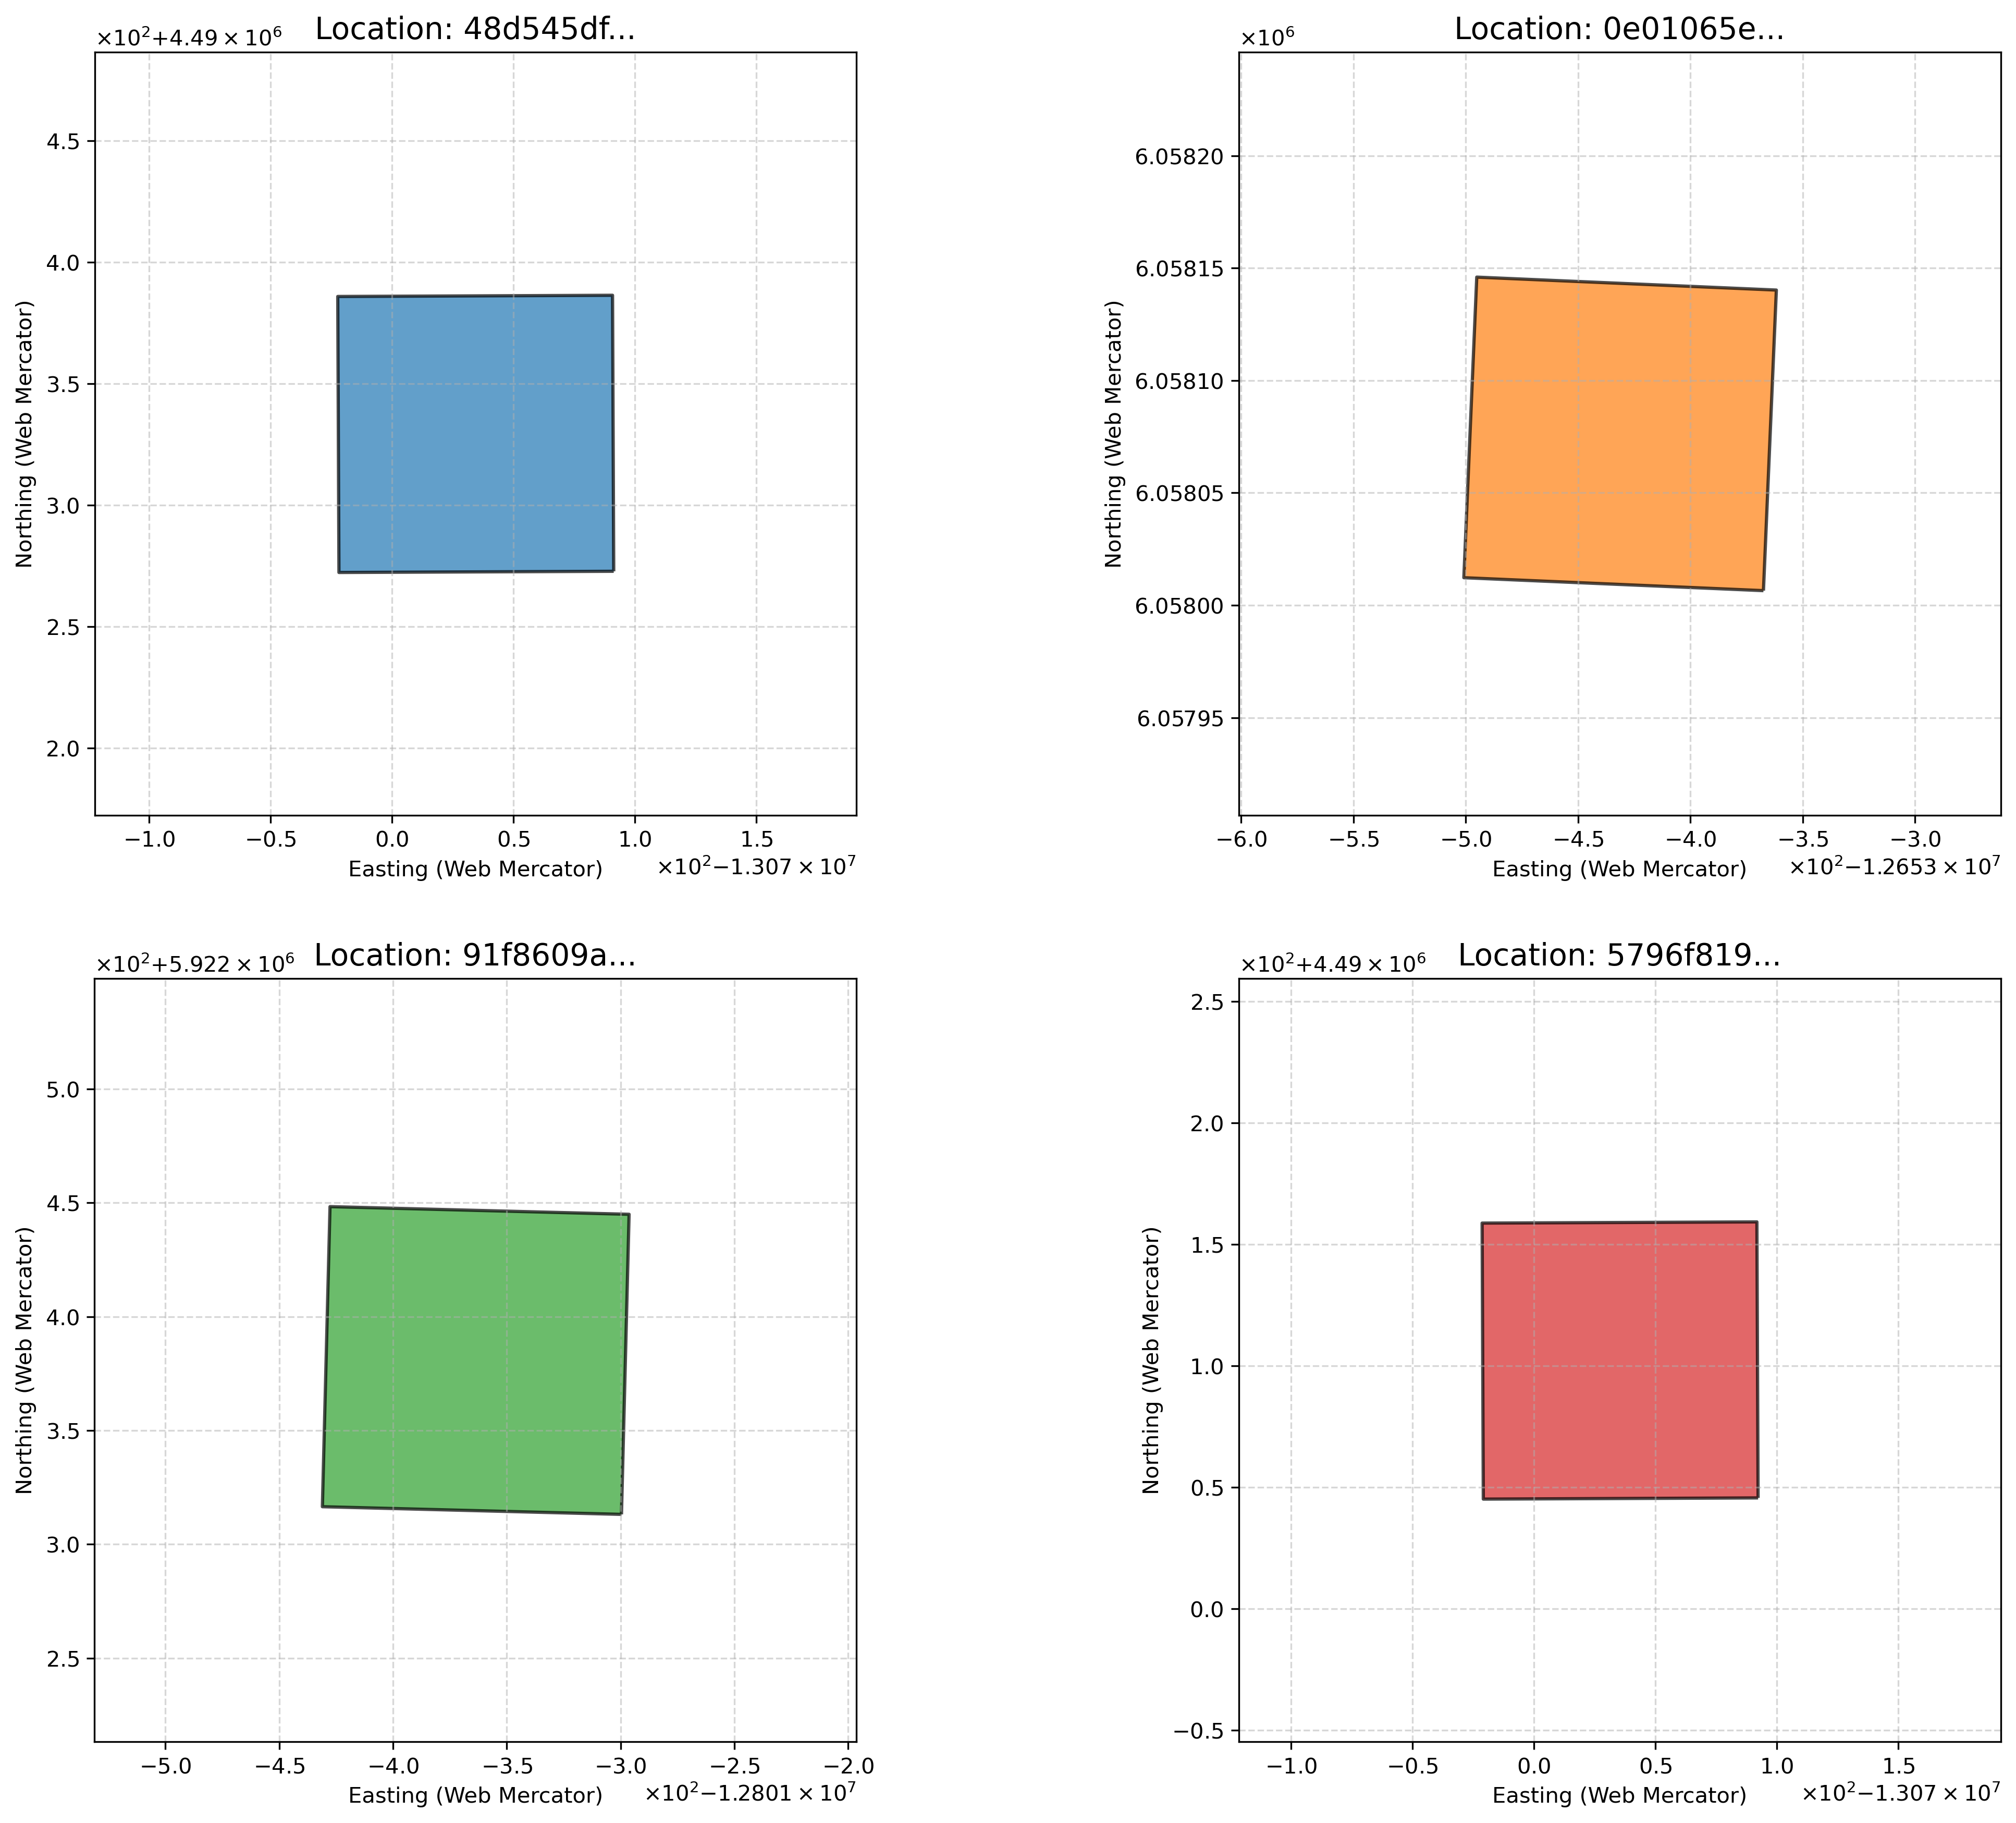 Location: 48d545df...
×10²+4.49 × 10⁶
4.5
4.0
3.5
3.0
2.5
2.0
Northing (Web Mercator)
−1.0 −0.5 0.0 0.5 1.0 1.5
Easting (Web Mercator)
×10²−1.307 × 10⁷
Location: 0e01065e...
×10⁶
6.05820
6.05815
6.05810
6.05805
6.05800
6.05795
Northing (Web Mercator)
−6.0 −5.5 −5.0 −4.5 −4.0 −3.5 −3.0
Easting (Web Mercator)
×10²−1.2653 × 10⁷
Location: 91f8609a...
×10²+5.922 × 10⁶
5.0
4.5
4.0
3.5
3.0
2.5
Northing (Web Mercator)
−5.0 −4.5 −4.0 −3.5 −3.0 −2.5 −2.0
Easting (Web Mercator)
×10²−1.2801 × 10⁷
Location: 5796f819...
×10²+4.49 × 10⁶
2.5
2.0
1.5
1.0
0.5
0.0
−0.5
Northing (Web Mercator)
−1.0 −0.5 0.0 0.5 1.0 1.5
Easting (Web Mercator)
×10²−1.307 × 10⁷